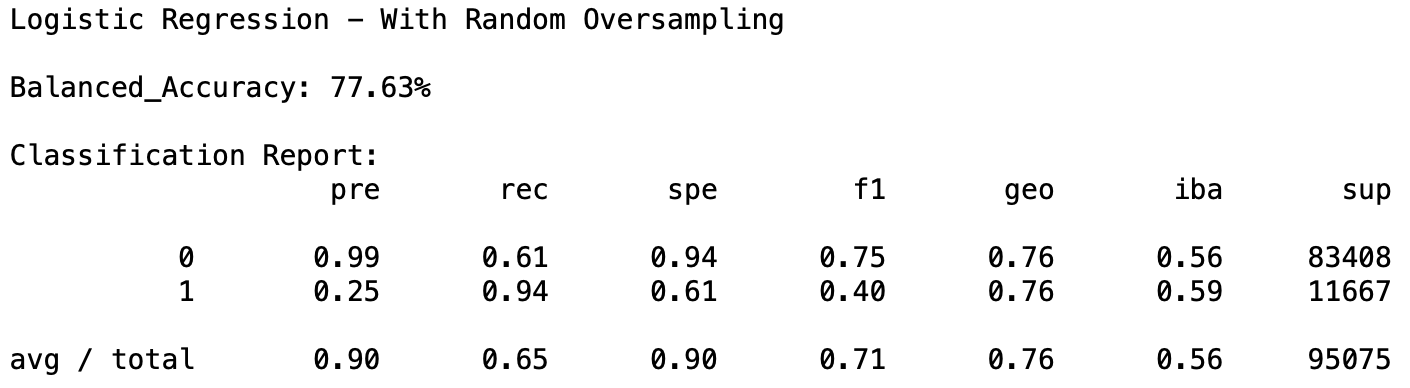 Logistic Regression - With Random Oversampling
Balanced_Accuracy: 77.63%
Classification Report:
pre rec spe f1 geo iba sup
0 0.99 0.61 0.94 0.75 0.76 0.56 83408
1 0.25 0.94 0.61 0.40 0.76 0.59 11667
avg / total 0.90 0.65 0.90 0.71 0.76 0.56 95075